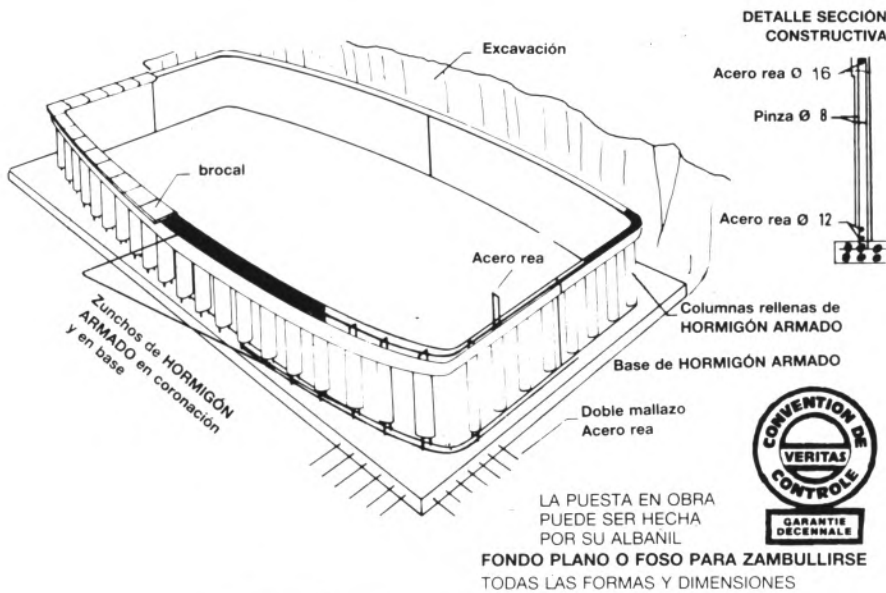 DETALLE SECCIÓN
CONSTRUCTIVA
Excavación
Acero rea Ø 16
Pinza Ø 8
brocal
Acero rea Ø 12
Acero rea
Zunchos de HORMIGÓN
ARMADO en coronación
y en base
Columnas rellenas de
HORMIGÓN ARMADO
Base de HORMIGÓN ARMADO
Doble mallazo
Acero rea
CONVENTION DE
VERITAS
CONTROLE
GARANTIE
DECENNALE
LA PUESTA EN OBRA
PUEDE SER HECHA
POR SU ALBAÑIL
FONDO PLANO O FOSO PARA ZAMBULLIRSE
TODAS LAS FORMAS Y DIMENSIONES